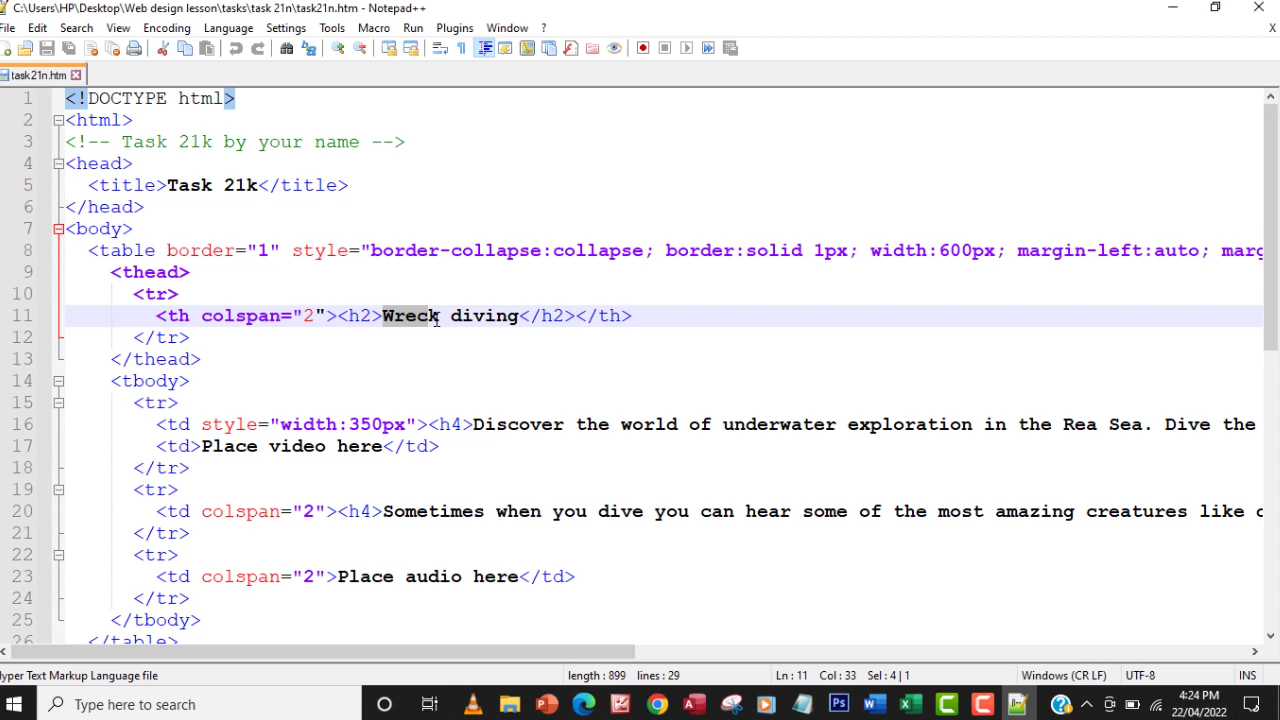 C:\Users\HP\Desktop\Web design lesson\tasks\task 21n\task21n.htm - Notepad++
File Edit Search View Encoding Language Settings Tools Macro Run Plugins Window ? X
task21n.htm
1 <!DOCTYPE html>
2 <html>
3 <!-- Task 21k by your name -->
4 <head>
5 <title>Task 21k</title>
6 </head>
7 <body>
8 <table border="1" style="border-collapse:collapse; border:solid 1px; width:600px; margin-left:auto; marg
9 <thead>
10 <tr>
11 <th colspan="2"><h2>Wreck diving</h2></th>
12 </tr>
13 </thead>
14 <tbody>
15 <tr>
16 <td style="width:350px"><h4>Discover the world of underwater exploration in the Rea Sea. Dive the
17 <td>Place video here</td>
18 </tr>
19 <tr>
20 <td colspan="2"><h4>Sometimes when you dive you can hear some of the most amazing creatures like
21 </tr>
22 <tr>
23 <td colspan="2">Place audio here</td>
24 </tr>
25 </tbody>
26 </table>
yper Text Markup Language file length : 899 lines : 29 Ln : 11 Col : 33 Sel : 4 | 1 Windows (CR LF) UTF-8 INS
Type here to search
4:24 PM
22/04/2022